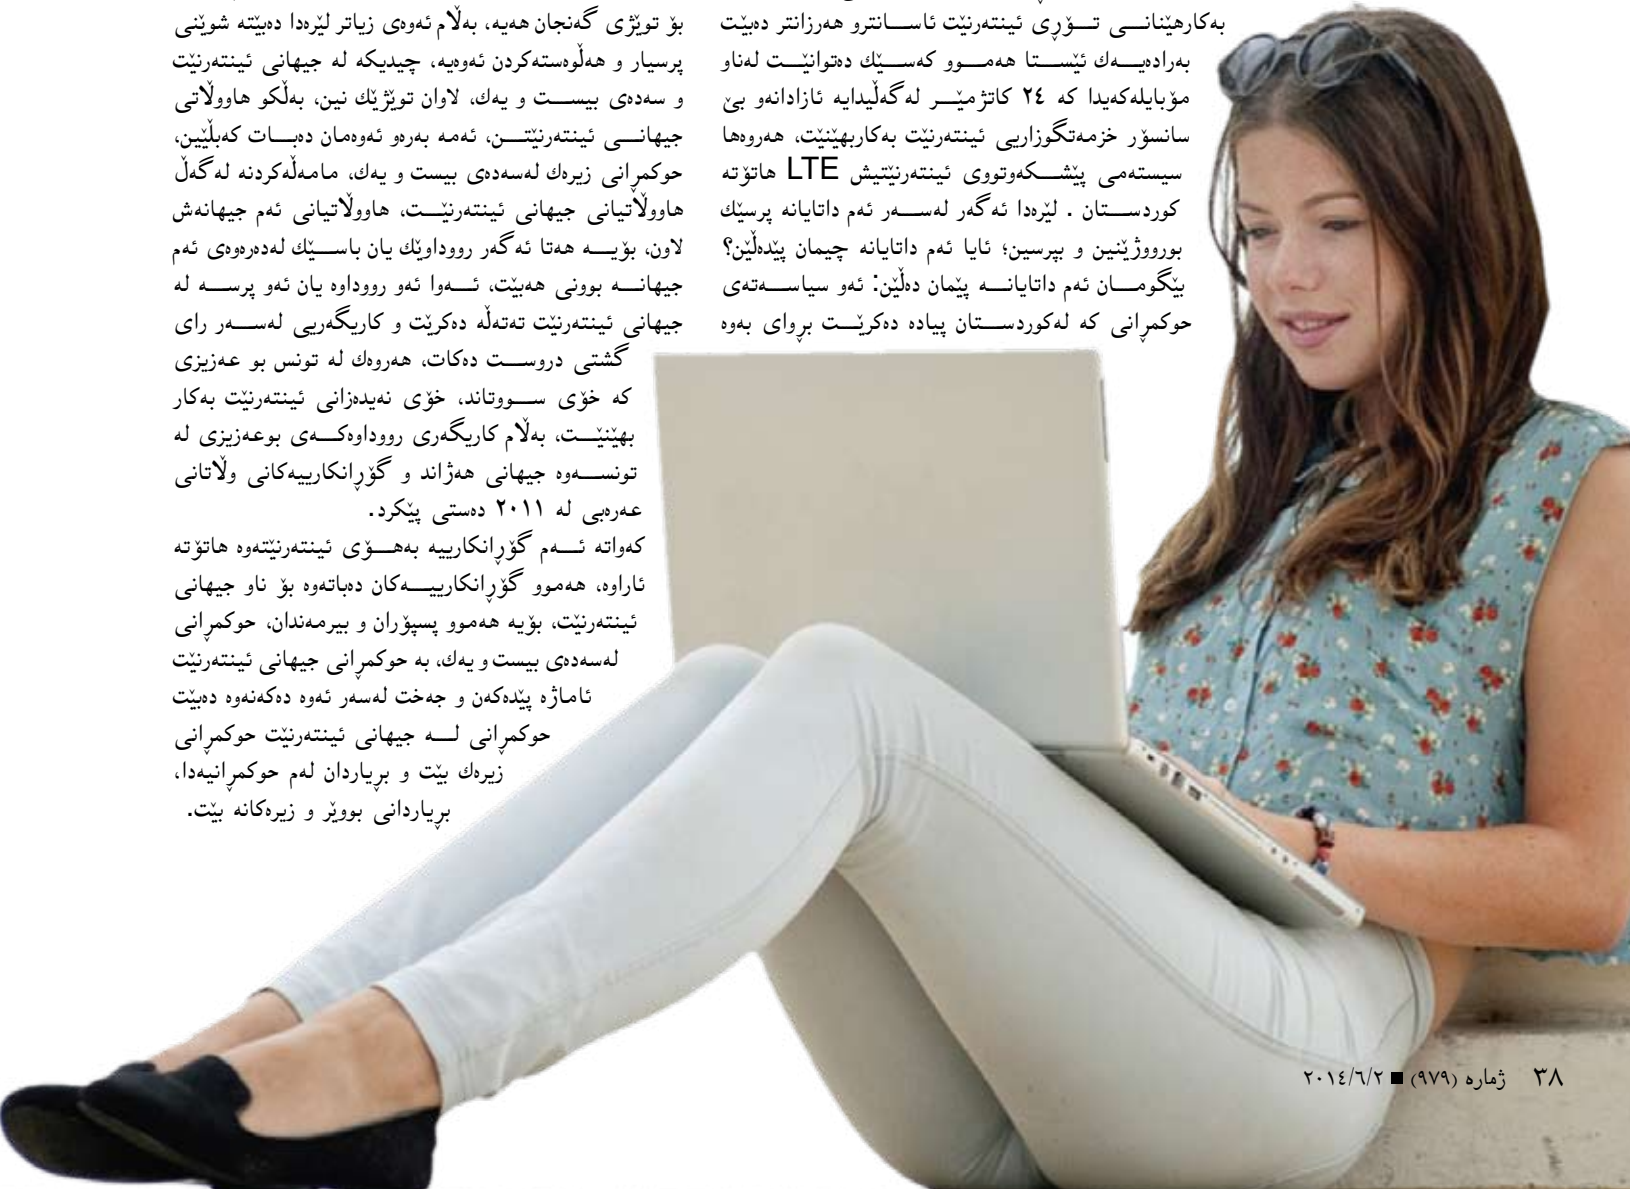 بەكارهێنانی تۆڕی ئینتەرنێت ئاسانترو هەرزانتر دەبێت
بەرادەیەك ئێستا هەموو كەسێك دەتوانێت لەناو
مۆبایلەكەیدا كە ٢٤ كاتژمێر لەگەڵیدایە ئازادانەو بێ
سانسۆر خزمەتگوزاریی ئینتەرنێت بەكاربهێنێت، هەروەها
سیستەمی پێشكەوتووی ئینتەرنێتیش LTE هاتۆتە
كوردستان . لێرەدا ئەگەر لەسەر ئەم داتایانە پرسێك
بورووژێنین و بپرسین؛ ئایا ئەم داتایانە چیمان پێدەڵێن؟
بێگومان ئەم داتایانە پێمان دەڵێن: ئەو سیاسەتەی
حوكمڕانی كە لەكوردستان پیادە دەكرێت بڕوای بەوە
بۆ توێژی گەنجان هەیە، بەڵام ئەوەی زیاتر لێرەدا دەبێتە شوێنی
پرسیار و هەڵوەستەكردن ئەوەیە، چیدیكە لە جیهانی ئینتەرنێت
و سەدەی بیست و یەك، لاوان توێژێك نین، بەڵكو هاووڵاتی
جیهانی ئینتەرنێتن، ئەمە بەرەو ئەوەمان دەبات كەبڵێین،
حوكمڕانی زیرەك لەسەدەی بیست و یەك، مامەڵەكردنە لەگەڵ
هاووڵاتیانی جیهانی ئینتەرنێت، هاووڵاتیانی ئەم جیهانەش
لاون، بۆیە هەتا ئەگەر رووداوێك یان باسێك لەدەرەوەی ئەم
جیهانە بوونی هەبێت، ئەوا ئەو رووداوە یان ئەو پرسە لە
جیهانی ئینتەرنێت تەتەڵە دەكرێت و كاریگەریی لەسەر رای
گشتی دروست دەكات، هەروەك لە تونس بو عەزیزی
كە خۆی سووتاند، خۆی نەیدەزانی ئینتەرنێت بەكار
بهێنێت، بەڵام كاریگەری رووداوەكەی بوعەزیزی لە
تونسەوە جیهانی هەژاند و گۆڕانكارییەكانی وڵاتانی
عەرەبی لە ٢٠١١ دەستی پێكرد.
كەواتە ئەم گۆڕانكارییە بەهۆی ئینتەرنێتەوە هاتۆتە
ئاراوە، هەموو گۆڕانكارییەكان دەباتەوە بۆ ناو جیهانی
ئینتەرنێت، بۆیە هەموو پسپۆران و بیرمەندان، حوكمڕانی
لەسەدەی بیست و یەك، بە حوكمڕانی جیهانی ئینتەرنێت
ئاماژە پێدەكەن و جەخت لەسەر ئەوە دەكەنەوە دەبێت
حوكمڕانی لە جیهانی ئینتەرنێت حوكمڕانی
زیرەك بێت و بڕیاردان لەم حوكمڕانیەدا،
بڕیاردانی بووێر و زیرەكانە بێت.
٣٨ ژمارە (٩٧٩) ■ ٢٠١٤/٦/٢